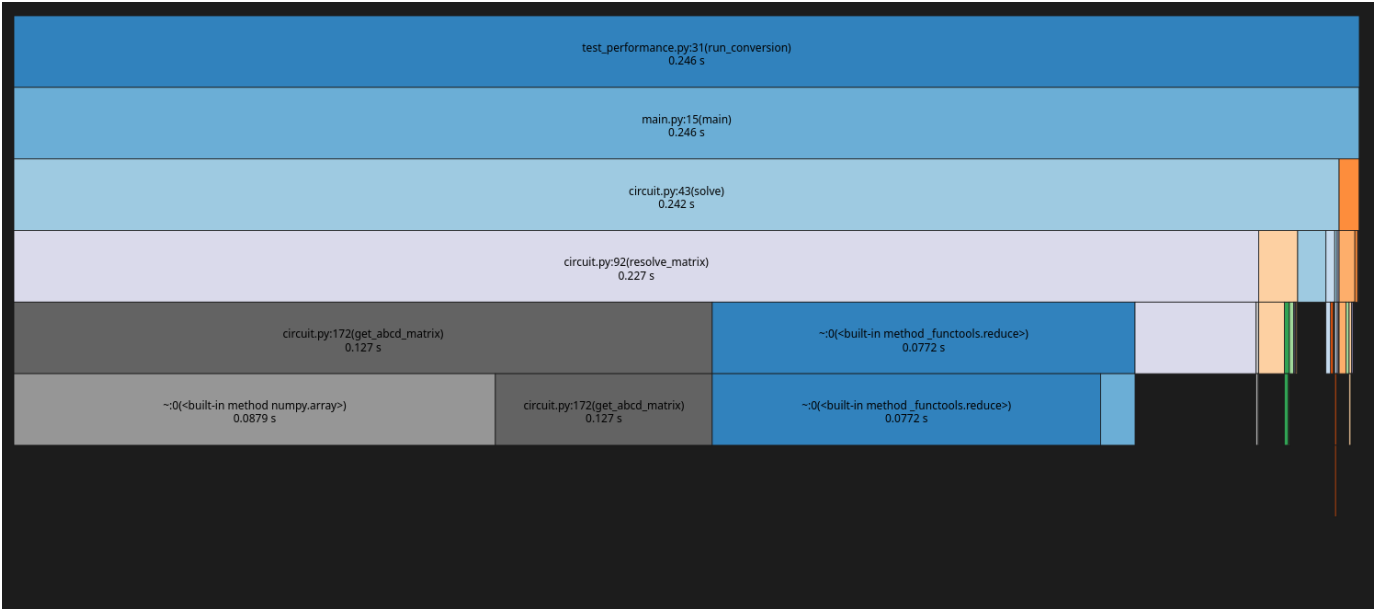 test_performance.py:31(run_conversion)
0.246 s
main.py:15(main)
0.246 s
circuit.py:43(solve)
0.242 s
circuit.py:92(resolve_matrix)
0.227 s
circuit.py:172(get_abcd_matrix)
0.127 s
~:0(<built-in method _functools.reduce>)
0.0772 s
~:0(<built-in method numpy.array>)
0.0879 s
circuit.py:172(get_abcd_matrix)
0.127 s
~:0(<built-in method _functools.reduce>)
0.0772 s